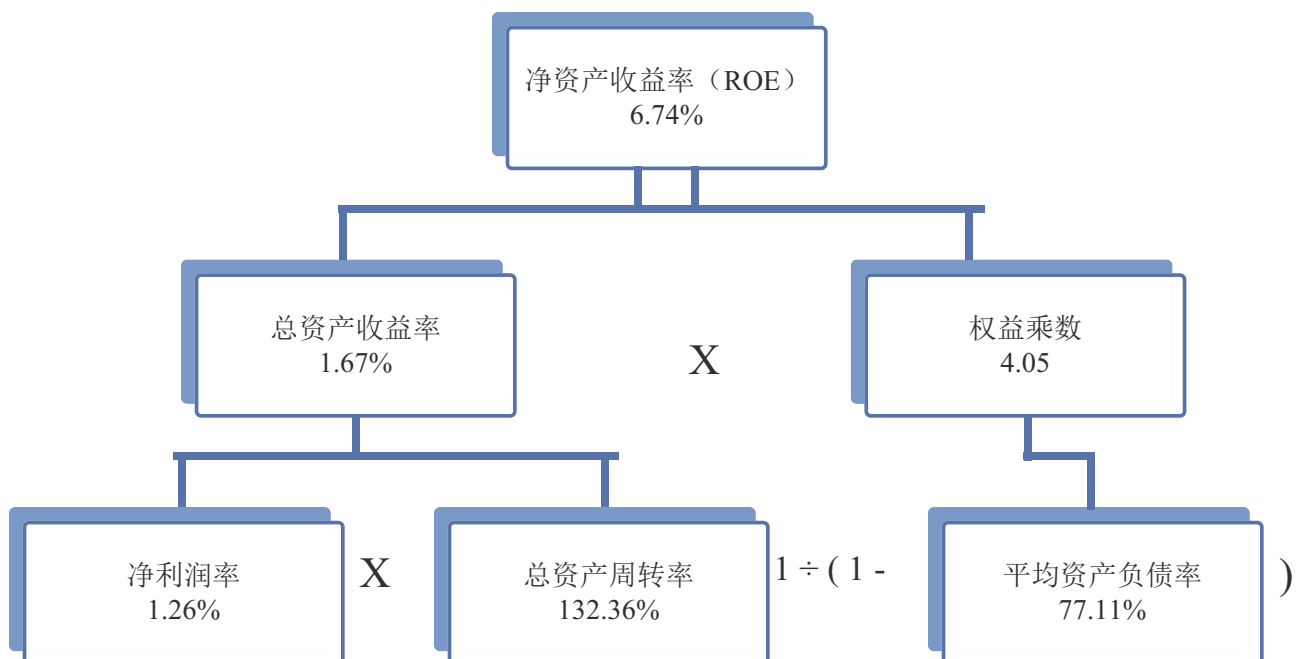 净资产收益率（ROE）
6.74%
总资产收益率
1.67%
X
权益乘数
4.05
净利润率
1.26%
X
总资产周转率
132.36%
1 ÷ ( 1 -
平均资产负债率
77.11%
)